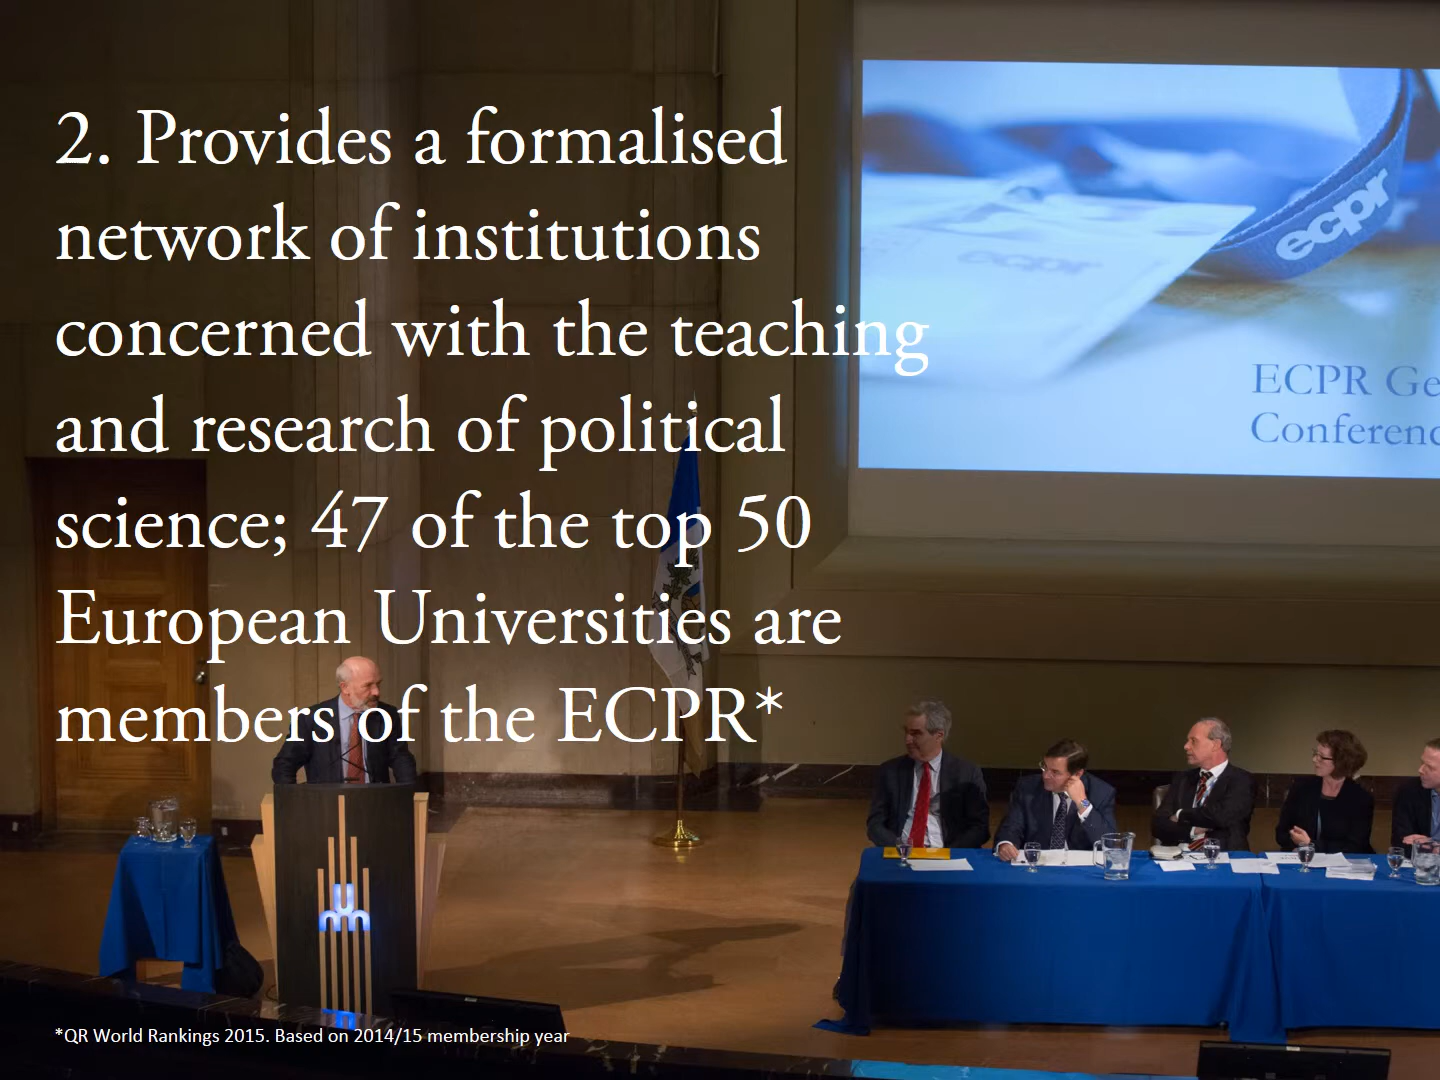 2. Provides a formalised
network of institutions
concerned with the teaching
and research of political
science; 47 of the top 50
European Universities are
members of the ECPR*
ecpr
ecpr
ECPR Ge
Conferenc
*QR World Rankings 2015. Based on 2014/15 membership year